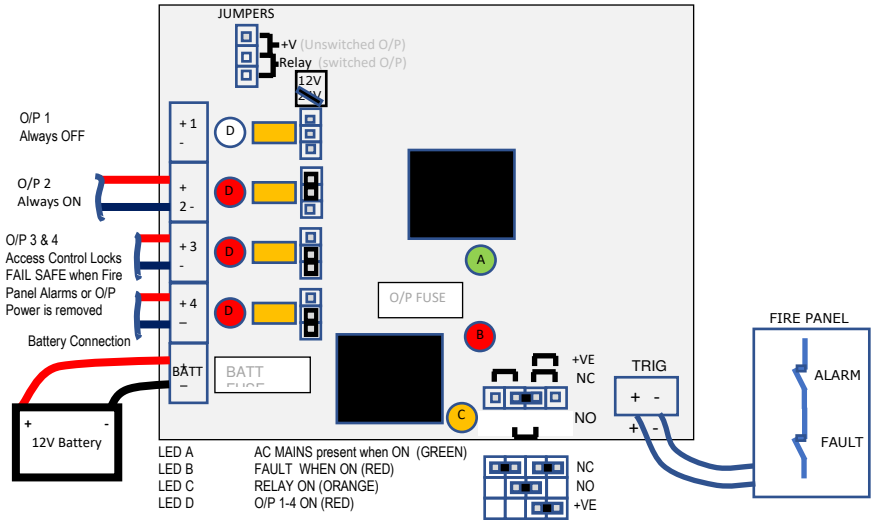 JUMPERS
+V (Unswitched O/P)
Relay (switched O/P)
12V
24V
O/P 1
Always OFF
+ 1
-
D
O/P 2
Always ON
+
2 -
D
O/P 3 & 4
Access Control Locks
FAIL SAFE when Fire
Panel Alarms or O/P
Power is removed
+ 3
-
D
+ 4
–
D
A
O/P FUSE
B
Battery Connection
+
BATT
–
BATT
FUSE
+VE
NC
NO
C
TRIG
+ -
+ -
FIRE PANEL
ALARM
FAULT
+ -
12V Battery
LED A AC MAINS present when ON (GREEN)
LED B FAULT WHEN ON (RED)
LED C RELAY ON (ORANGE)
LED D O/P 1-4 ON (RED)
NC
NO
+VE